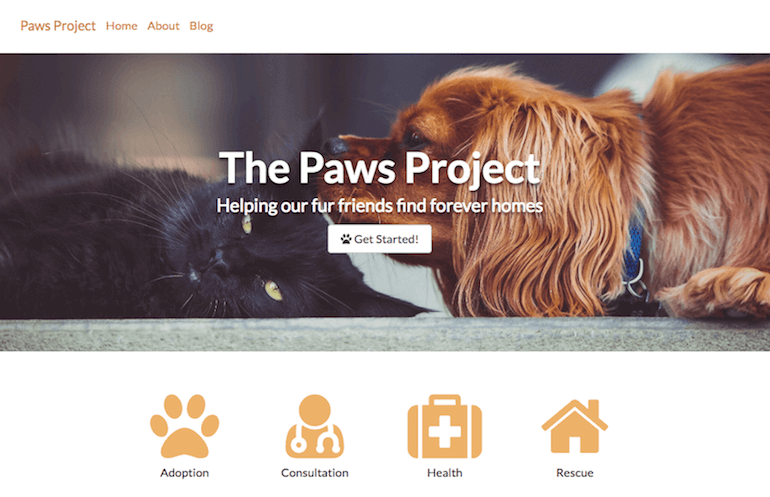 Paws Project Home About Blog
The Paws Project
Helping our fur friends find forever homes
Get Started!
Adoption Consultation Health Rescue